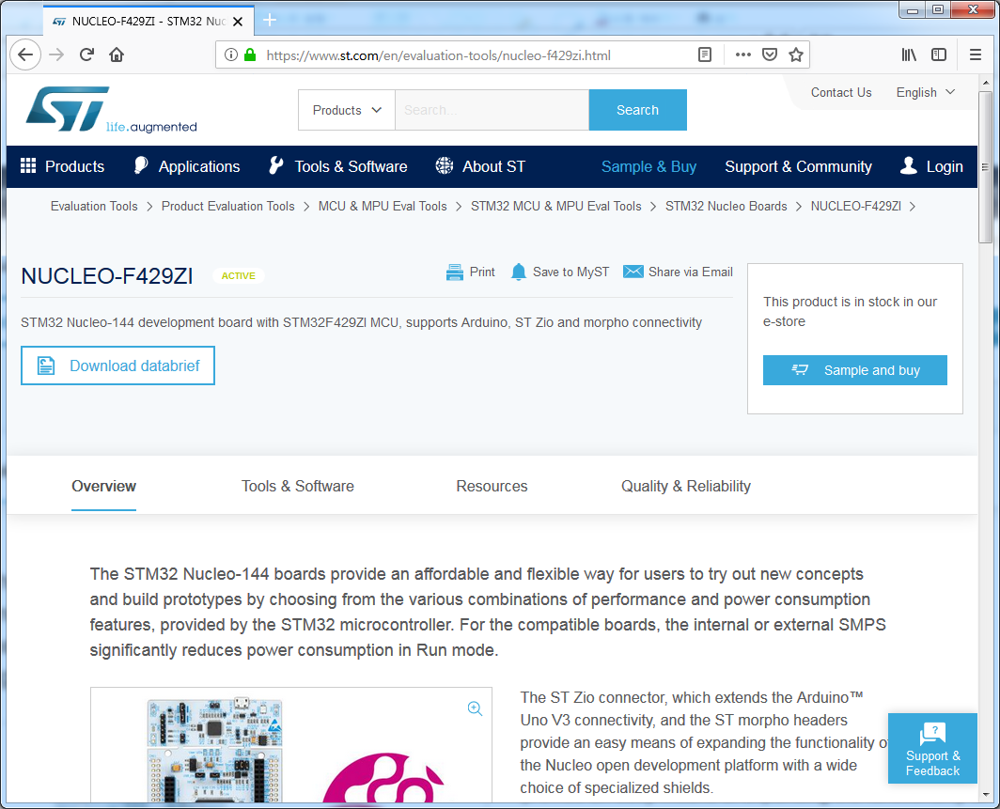 NUCLEO-F429ZI - STM32 Nuc
https://www.st.com/en/evaluation-tools/nucleo-f429zi.html
Contact Us English
ST life.augmented
Products Search... Search
Products Applications Tools & Software About ST Sample & Buy Support & Community Login
Evaluation Tools > Product Evaluation Tools > MCU & MPU Eval Tools > STM32 MCU & MPU Eval Tools > STM32 Nucleo Boards > NUCLEO-F429ZI >
NUCLEO-F429ZI ACTIVE
Print Save to MyST Share via Email
STM32 Nucleo-144 development board with STM32F429ZI MCU, supports Arduino, ST Zio and morpho connectivity
Download databrief
This product is in stock in our
e-store
Sample and buy
Overview Tools & Software Resources Quality & Reliability
The STM32 Nucleo-144 boards provide an affordable and flexible way for users to try out new concepts
and build prototypes by choosing from the various combinations of performance and power consumption
features, provided by the STM32 microcontroller. For the compatible boards, the internal or external SMPS
significantly reduces power consumption in Run mode.
The ST Zio connector, which extends the Arduino™
Uno V3 connectivity, and the ST morpho headers
provide an easy means of expanding the functionality o
the Nucleo open development platform with a wide
choice of specialized shields.
Support &
Feedback